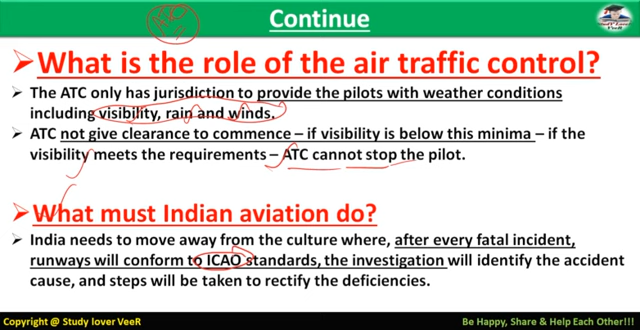 Continue
➤ What is the role of the air traffic control?
➤ The ATC only has jurisdiction to provide the pilots with weather conditions
including visibility, rain and winds.
➤ ATC not give clearance to commence – if visibility is below this minima – if the
visibility meets the requirements – ATC cannot stop the pilot.
➤ What must Indian aviation do?
➤ India needs to move away from the culture where, after every fatal incident,
runways will conform to ICAO standards, the investigation will identify the accident
cause, and steps will be taken to rectify the deficiencies.
Copyright @ Study lover VeeR
Be Happy, Share & Help Each Other!!!